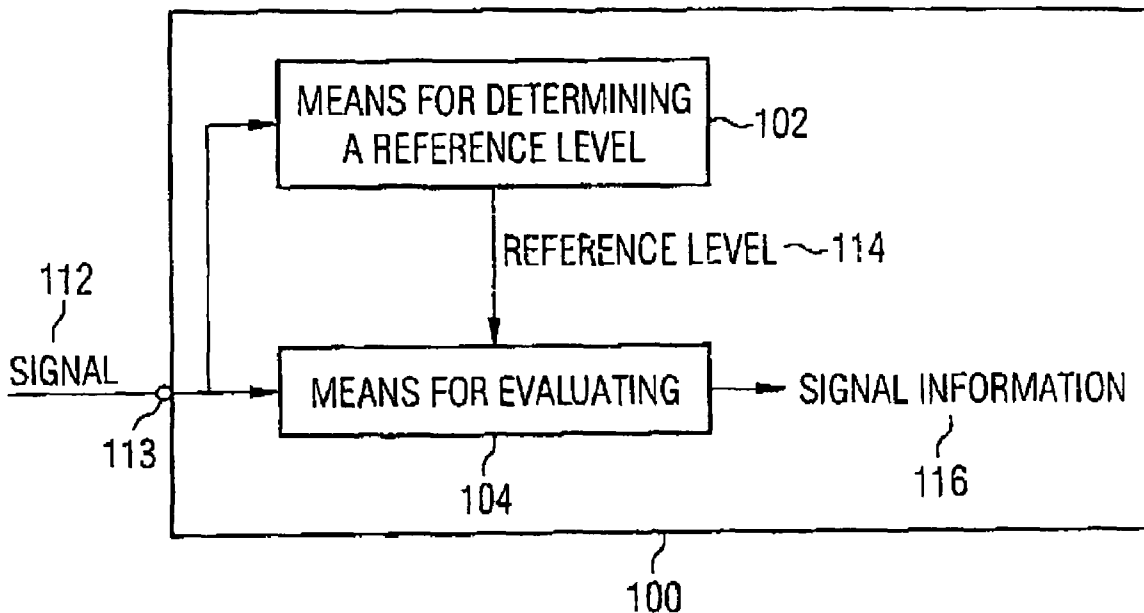 MEANS FOR DETERMINING
A REFERENCE LEVEL
102
REFERENCE LEVEL 114
112
SIGNAL
113
MEANS FOR EVALUATING
104
SIGNAL INFORMATION
116
100